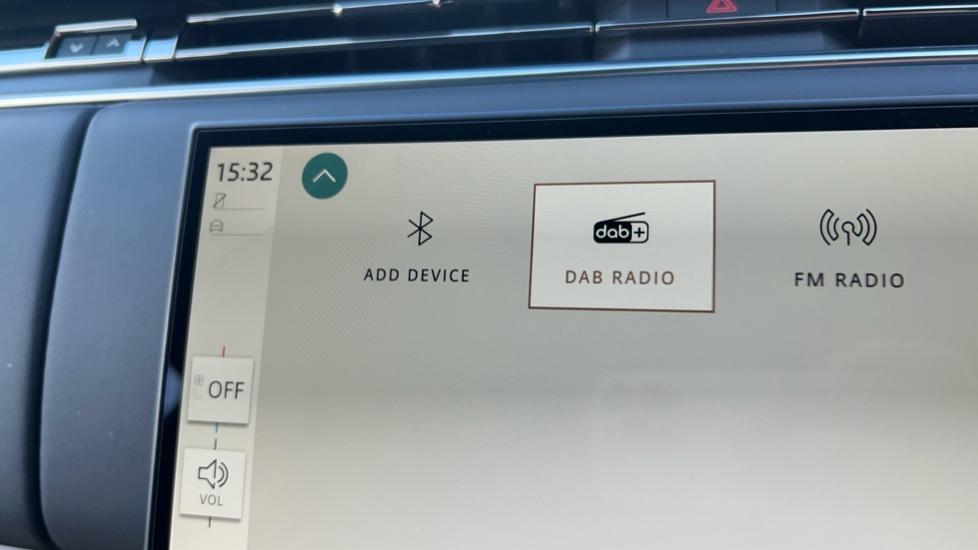 15:32
ADD DEVICE
dab+
DAB RADIO
FM RADIO
OFF
VOL